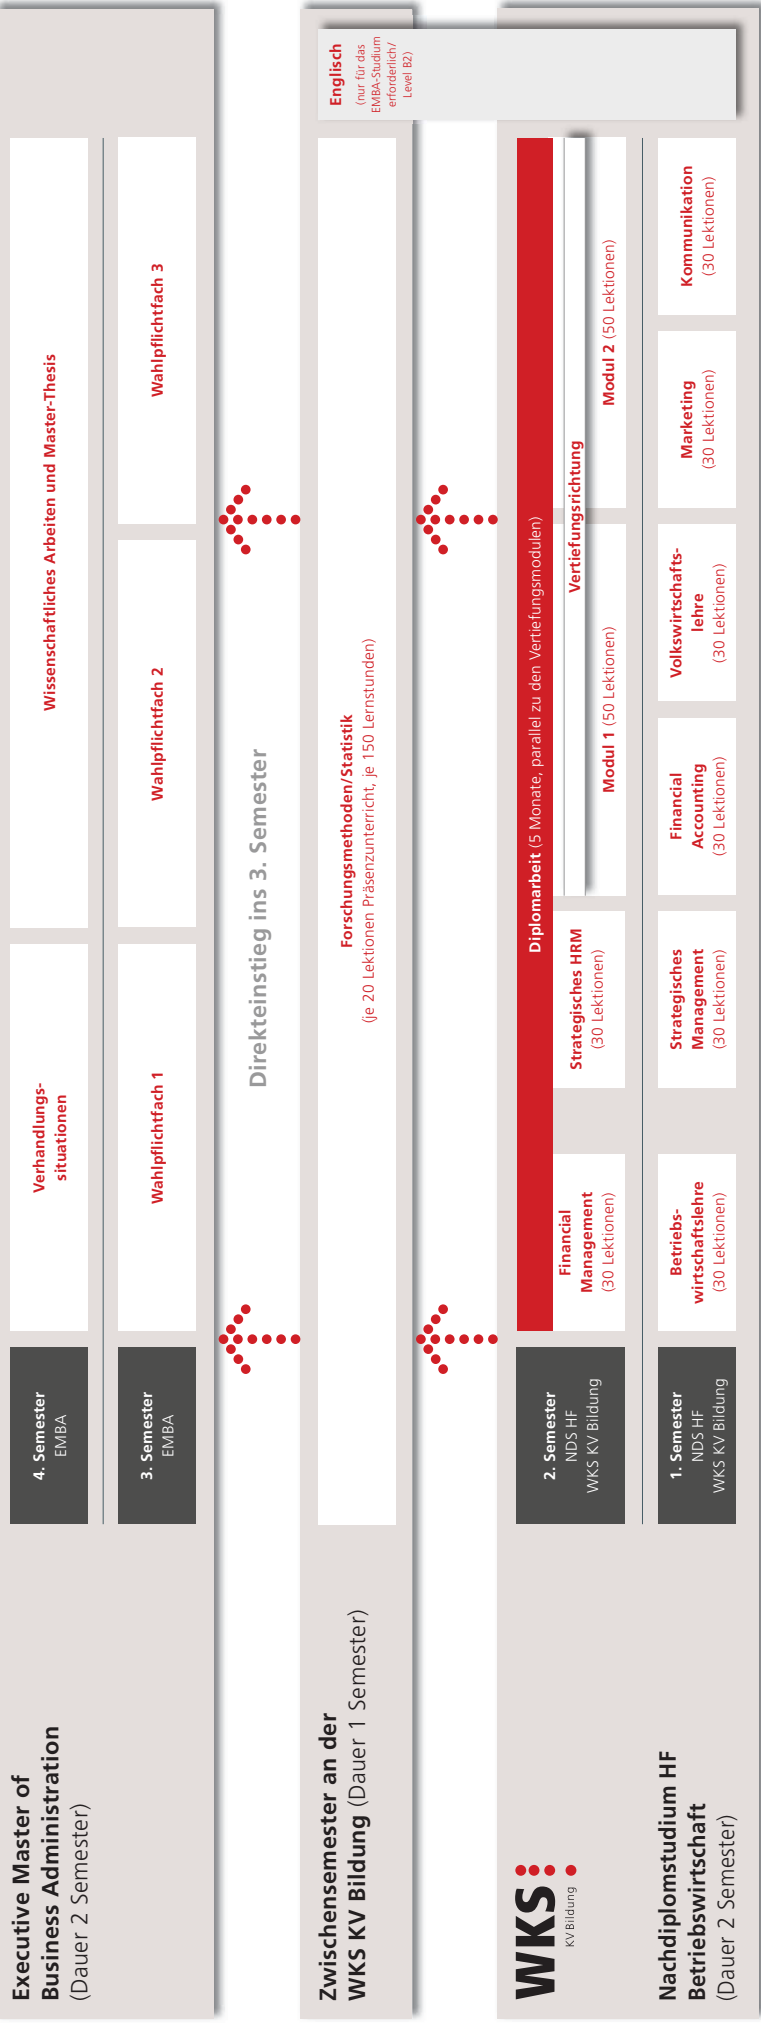 Executive Master of
Business Administration
(Dauer 2 Semester)
4. Semester
EMBA
Verhandlungs-
situationen
Wissenschaftliches Arbeiten und Master-Thesis
3. Semester
EMBA
Wahlpflichtfach 1
Wahlpflichtfach 2
Wahlpflichtfach 3
Direkteinstieg ins 3. Semester
Zwischensemester an der
WKS KV Bildung (Dauer 1 Semester)
Forschungsmethoden/Statistik
(je 20 Lektionen Präsenzunterricht, je 150 Lernstunden)
Englisch
(nur für das
EMBA-Studium
erforderlich/
Level B2)
WKS
KV Bildung
2. Semester
NDS HF
WKS KV Bildung
Diplomarbeit (5 Monate, parallel zu den Vertiefungsmodulen)
Financial
Management
(30 Lektionen)
Strategisches HRM
(30 Lektionen)
Vertiefungsrichtung
Modul 1 (50 Lektionen)
Modul 2 (50 Lektionen)
Nachdiplomstudium HF
Betriebswirtschaft
(Dauer 2 Semester)
1. Semester
NDS HF
WKS KV Bildung
Betriebs-
wirtschaftslehre
(30 Lektionen)
Strategisches
Management
(30 Lektionen)
Financial
Accounting
(30 Lektionen)
Volkswirtschafts-
lehre
(30 Lektionen)
Marketing
(30 Lektionen)
Kommunikation
(30 Lektionen)